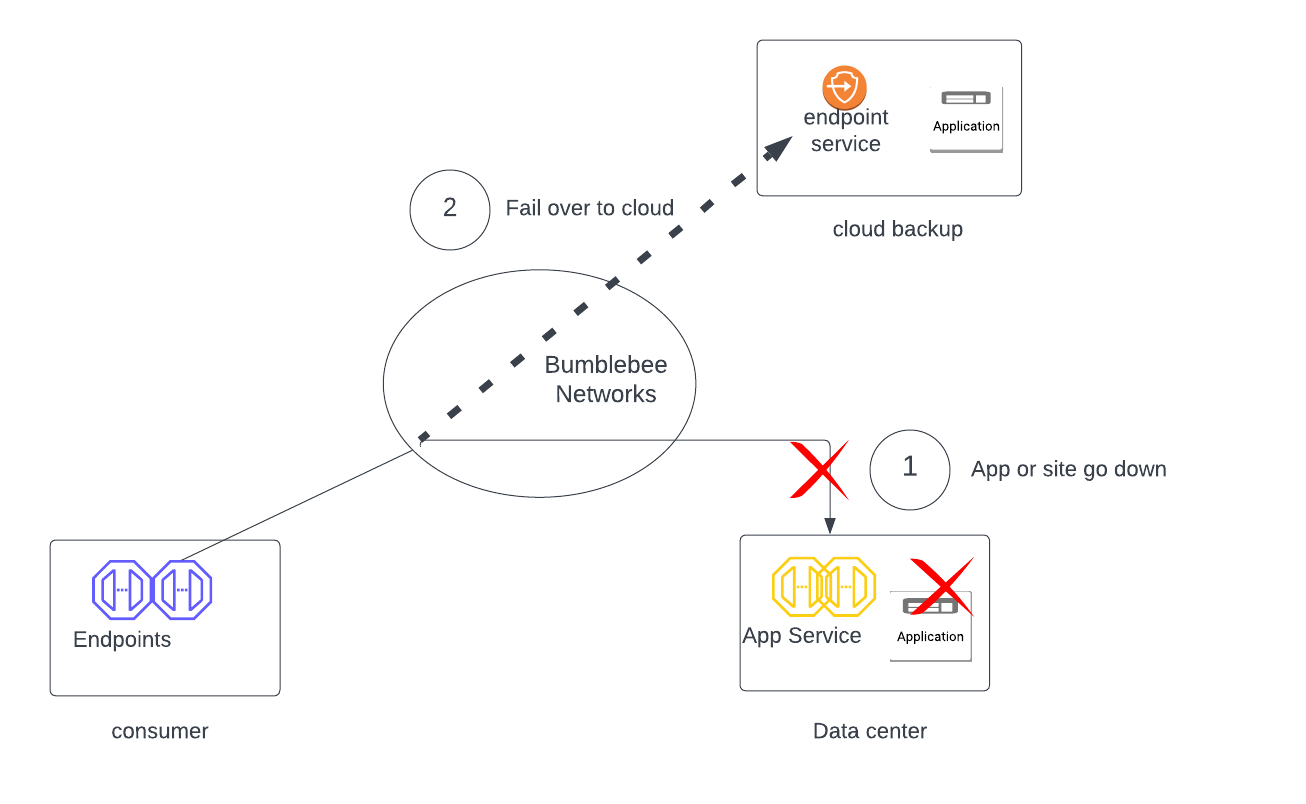 endpoint
service
Application
cloud backup
2
Fail over to cloud
Bumblebee
Networks
1
App or site go down
Endpoints
consumer
App Service
Application
Data center